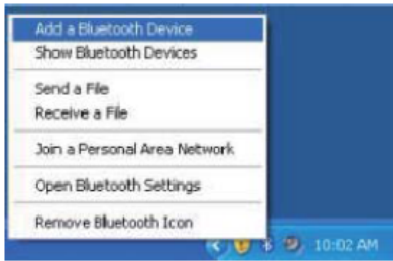 Add a Bluetooth Device
Show Bluetooth Devices
Send a File
Receive a File
Join a Personal Area Network
Open Bluetooth Settings
Remove Bluetooth Icon
10:02 AM